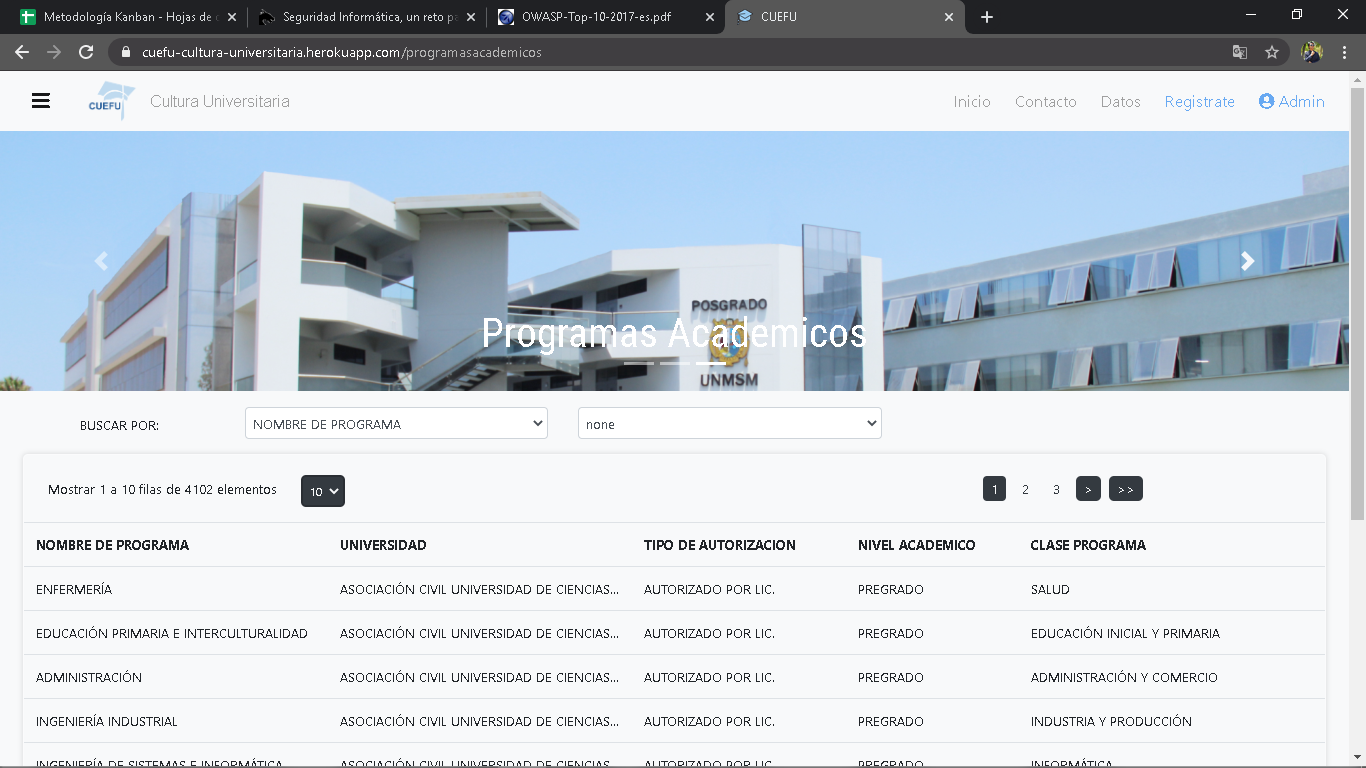 Metodología Kanban - Hojas de c
Seguridad Informática, un reto pa
OWASP-Top-10-2017-es.pdf
CUEFU
cuefu-cultura-universitaria.herokuapp.com/programasacademicos
CUEFU
Cultura Universitaria
Inicio
Contacto
Datos
Registrate
Admin
POSGRADO
Programas Academicos
UNMSM
BUSCAR POR:
NOMBRE DE PROGRAMA
none
Mostrar 1 a 10 filas de 4102 elementos
10
1 2 3 > >>
NOMBRE DE PROGRAMA UNIVERSIDAD TIPO DE AUTORIZACION NIVEL ACADEMICO CLASE PROGRAMA
ENFERMERÍA ASOCIACIÓN CIVIL UNIVERSIDAD DE CIENCIAS... AUTORIZADO POR LIC. PREGRADO SALUD
EDUCACIÓN PRIMARIA E INTERCULTURALIDAD ASOCIACIÓN CIVIL UNIVERSIDAD DE CIENCIAS... AUTORIZADO POR LIC. PREGRADO EDUCACIÓN INICIAL Y PRIMARIA
ADMINISTRACIÓN ASOCIACIÓN CIVIL UNIVERSIDAD DE CIENCIAS... AUTORIZADO POR LIC. PREGRADO ADMINISTRACIÓN Y COMERCIO
INGENIERÍA INDUSTRIAL ASOCIACIÓN CIVIL UNIVERSIDAD DE CIENCIAS... AUTORIZADO POR LIC. PREGRADO INDUSTRIA Y PRODUCCIÓN
INGENIERÍA DE SISTEMAS E INFORMÁTICA ASOCIACIÓN CIVIL UNIVERSIDAD DE CIENCIAS... AUTORIZADO POR LIC. PREGRADO INFORMÁTICA